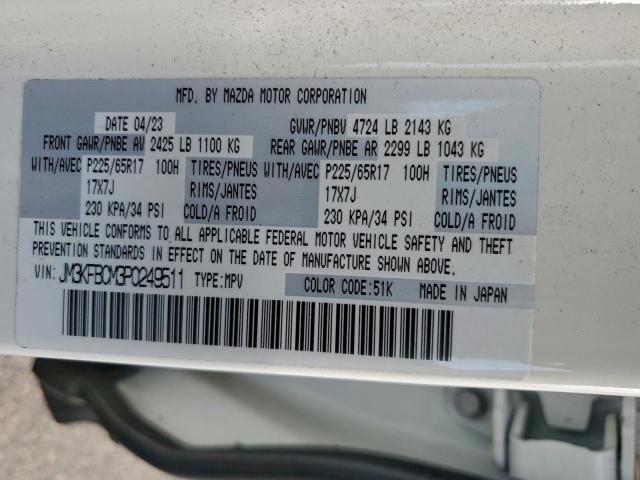 MFD. BY MAZDA MOTOR CORPORATION
DATE 04/23 GVWR/PNBV 4724 LB 2143 KG
FRONT GAWR/PNBE AV 2425 LB 1100 KG REAR GAWR/PNBE AR 2299 LB 1043 KG
WITH/AVEC P225/65R17 100H TIRES/PNEUS WITH/AVEC P225/65R17 100H TIRES/PNEUS
17X7J RIMS/JANTES 17X7J RIMS/JANTES
230 KPA/34 PSI COLD/A FROID 230 KPA/34 PSI COLD/A FROID
THIS VEHICLE CONFORMS TO ALL APPLICABLE FEDERAL MOTOR VEHICLE SAFETY AND THEFT
PREVENTION STANDARDS IN EFFECT ON THE DATE OF MANUFACTURE SHOWN ABOVE.
VIN: JM3KFBCM3P0249511 TYPE:MPV COLOR CODE:51K MADE IN JAPAN